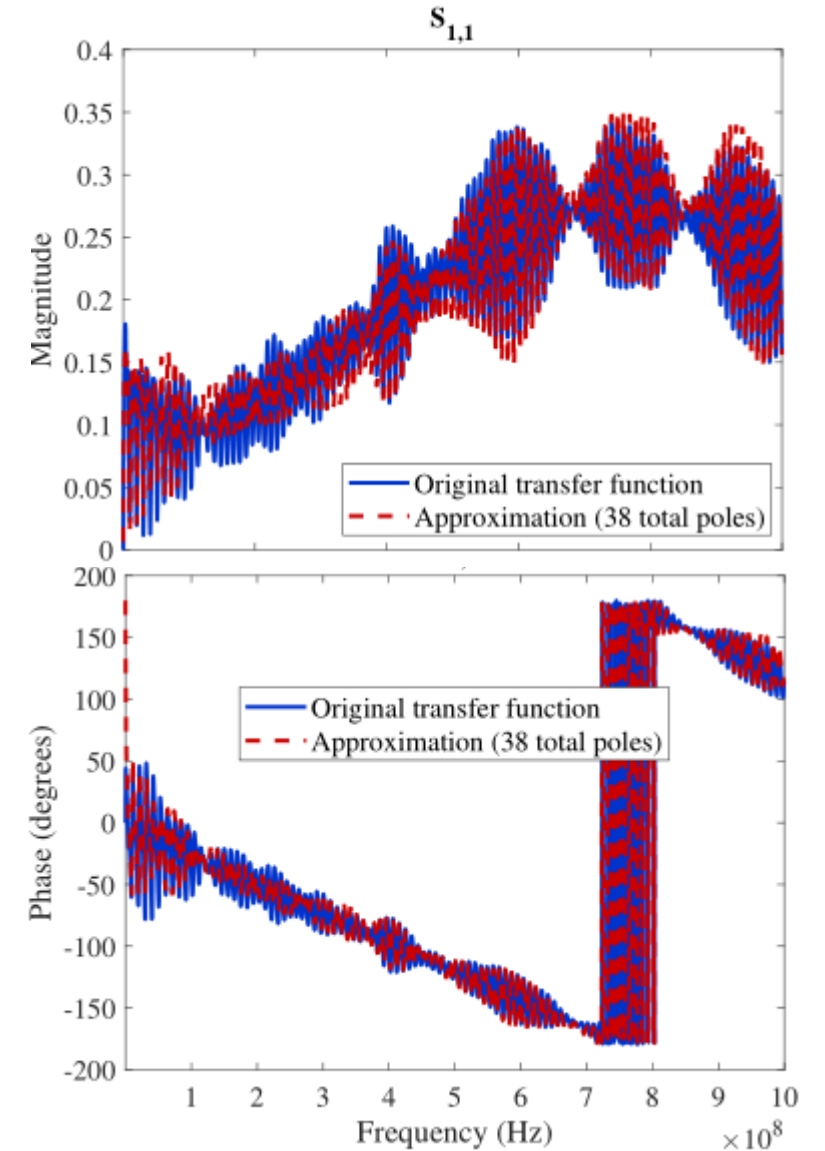 S1,1
0.4
0.35
0.3
0.25
0.2
0.15
0.1
0.05
0
Magnitude
Original transfer function
Approximation (38 total poles)
200
150
100
50
0
-50
-100
-150
-200
Phase (degrees)
Original transfer function
Approximation (38 total poles)
1 2 3 4 5 6 7 8 9 10
Frequency (Hz)
×10^8